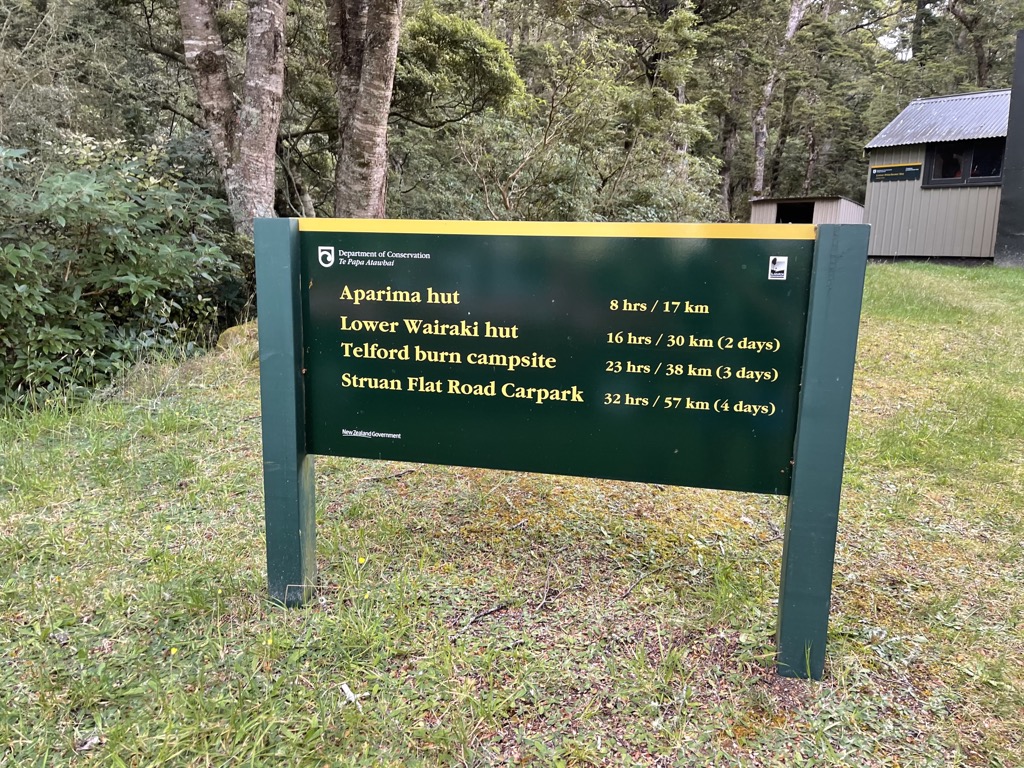 Department of Conservation
Te Papa Atawhai
Aparima hut 8 hrs / 17 km
Lower Wairaki hut 16 hrs / 30 km (2 days)
Telford burn campsite 23 hrs / 38 km (3 days)
Struan Flat Road Carpark 32 hrs / 57 km (4 days)
New Zealand Government